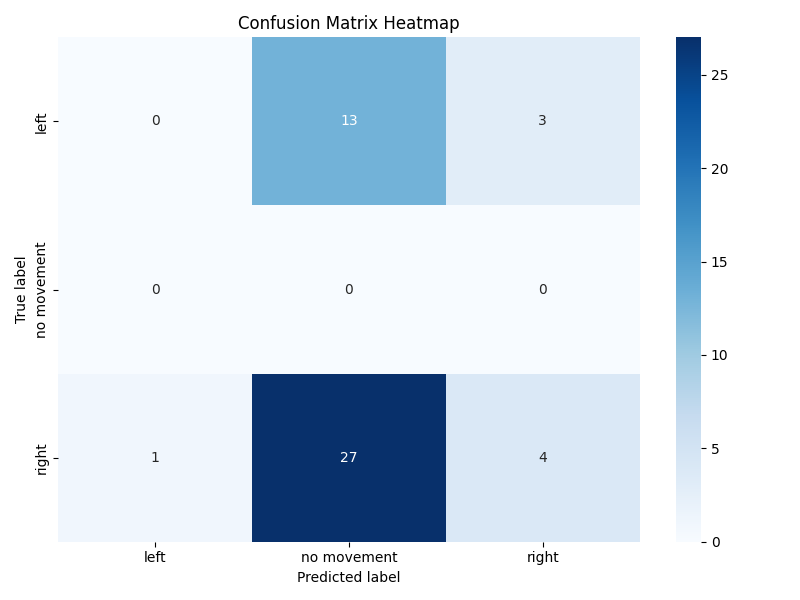 Confusion Matrix Heatmap
True label
left
no movement
right
0 13 3
0 0 0
1 27 4
left no movement right
Predicted label
25
20
15
10
5
0